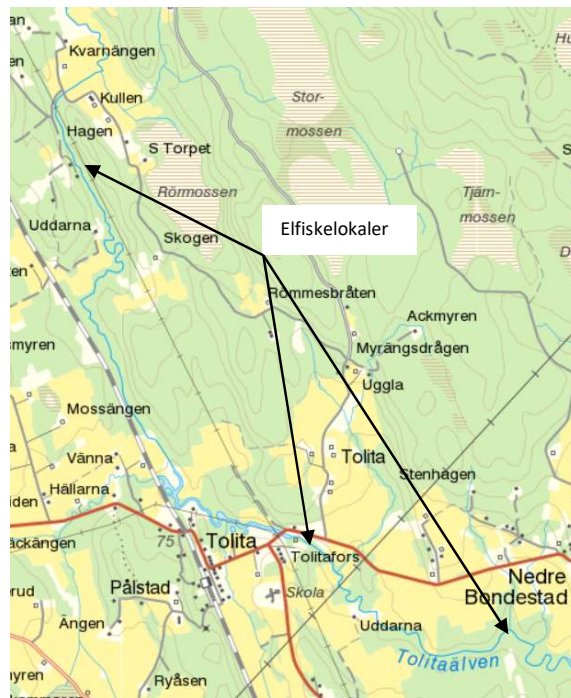 Kvarnängen
Kullen
Hagen
S Torpet
Stor-
mossen
Rörmossen
Tjärn-
mossen
Elfiskelokaler
Uddarna
Skogen
Römmesbråten
Ackmyren
Myrängsdrågen
Uggla
Mossängen
Vänna
Hällarna
Tolita
Stenhagen
75
Tolita
Tolitafors
Skola
Pålstad
Nedre
Bondestad
Ängen
Uddarna
Tolitaälven
Ryåsen